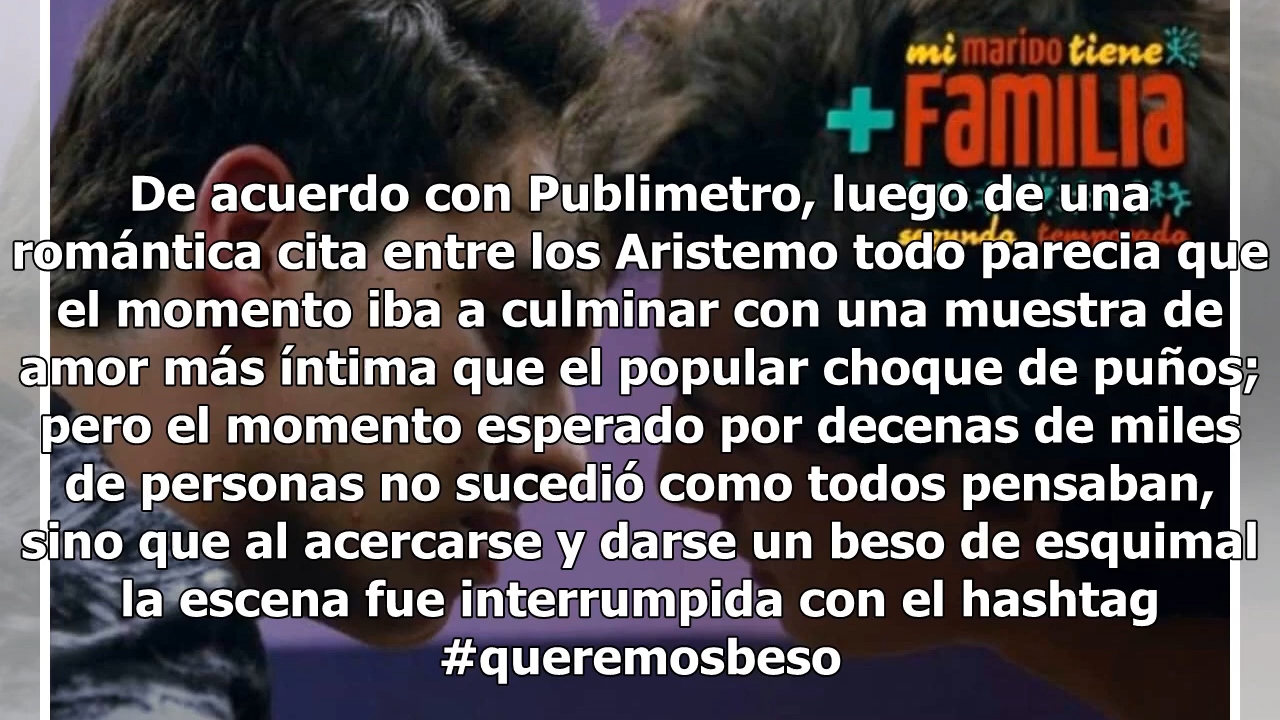 mi marido tiene
+ FAMILIA
segunda temporada
De acuerdo con Publimetro, luego de una
romántica cita entre los Aristemo todo parecia que
el momento iba a culminar con una muestra de
amor más íntima que el popular choque de puños;
pero el momento esperado por decenas de miles
de personas no sucedió como todos pensaban,
sino que al acercarse y darse un beso de esquimal
la escena fue interrumpida con el hashtag
#queremosbeso